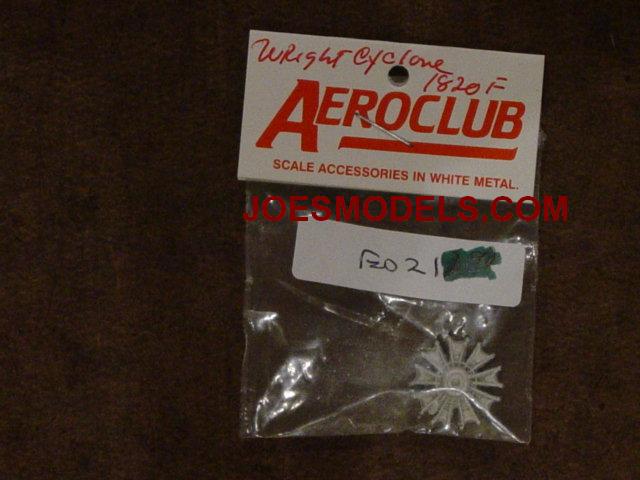 Wright Cyclone
1820F
AEROCLUB
SCALE ACCESSORIES IN WHITE METAL.
JOESMODELS.COM
E021